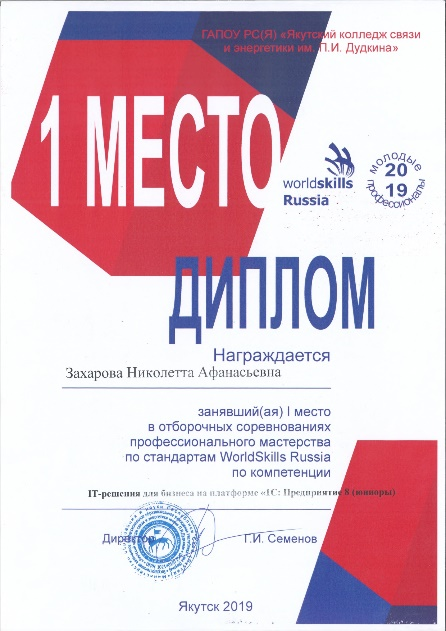 ГАПОУ РС(Я) «Якутский колледж связи
и энергетики им. П.И. Дудкина»
1 МЕСТО
worldskills
Russia
Молодые
профессионалы
2019
ДИПЛОМ
Награждается
Захарова Николетта Афанасьевна
занявший(ая) I место
в отборочных соревнованиях
профессионального мастерства
по стандартам WorldSkills Russia
по компетенции
IT-решения для бизнеса на платформе «1С: Предприятие 8 (юниоры)
Директор
Г.И. Семенов
Якутск 2019